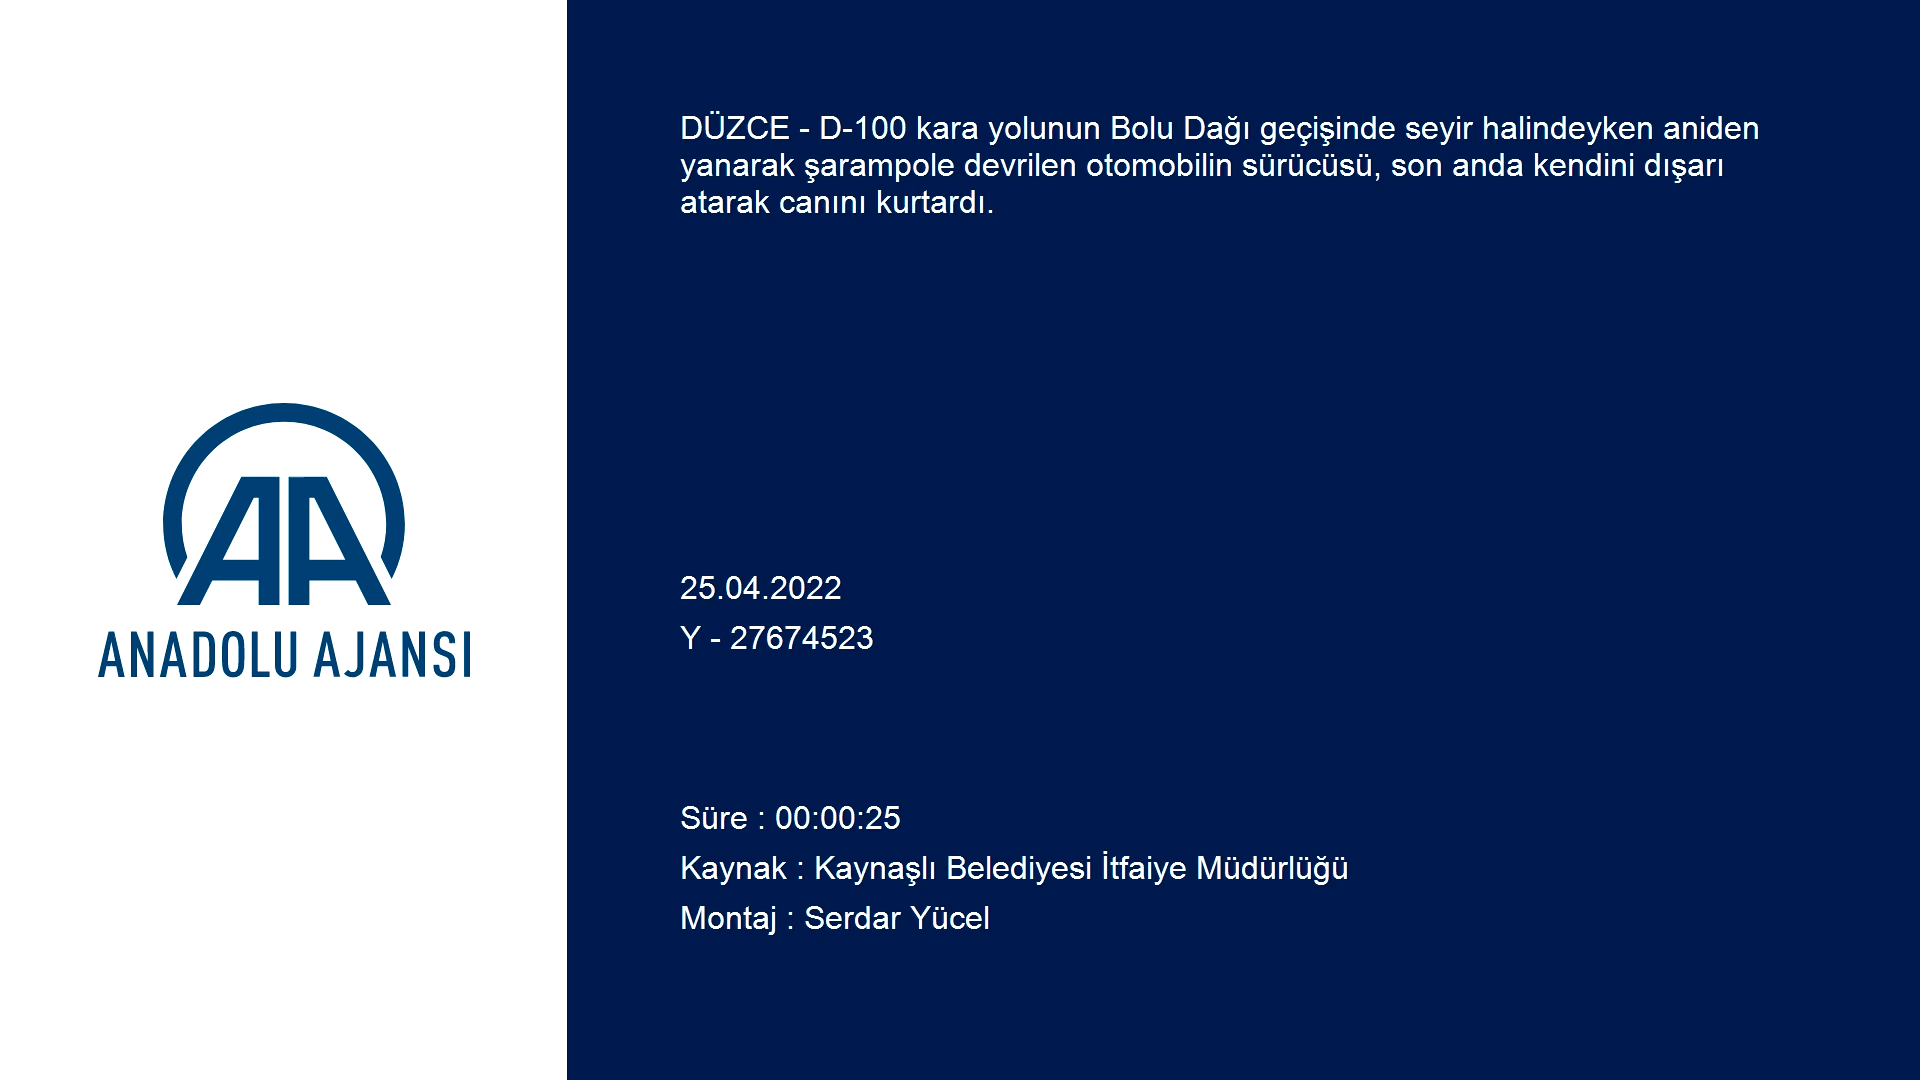 DÜZCE - D-100 kara yolunun Bolu Dağı geçişinde seyir halindeyken aniden
yanarak şarampole devrilen otomobilin sürücüsü, son anda kendini dışarı
atarak canını kurtardı.
AA
ANADOLU AJANSI
25.04.2022
Y - 27674523
Süre : 00:00:25
Kaynak : Kaynaşlı Belediyesi İtfaiye Müdürlüğü
Montaj : Serdar Yücel